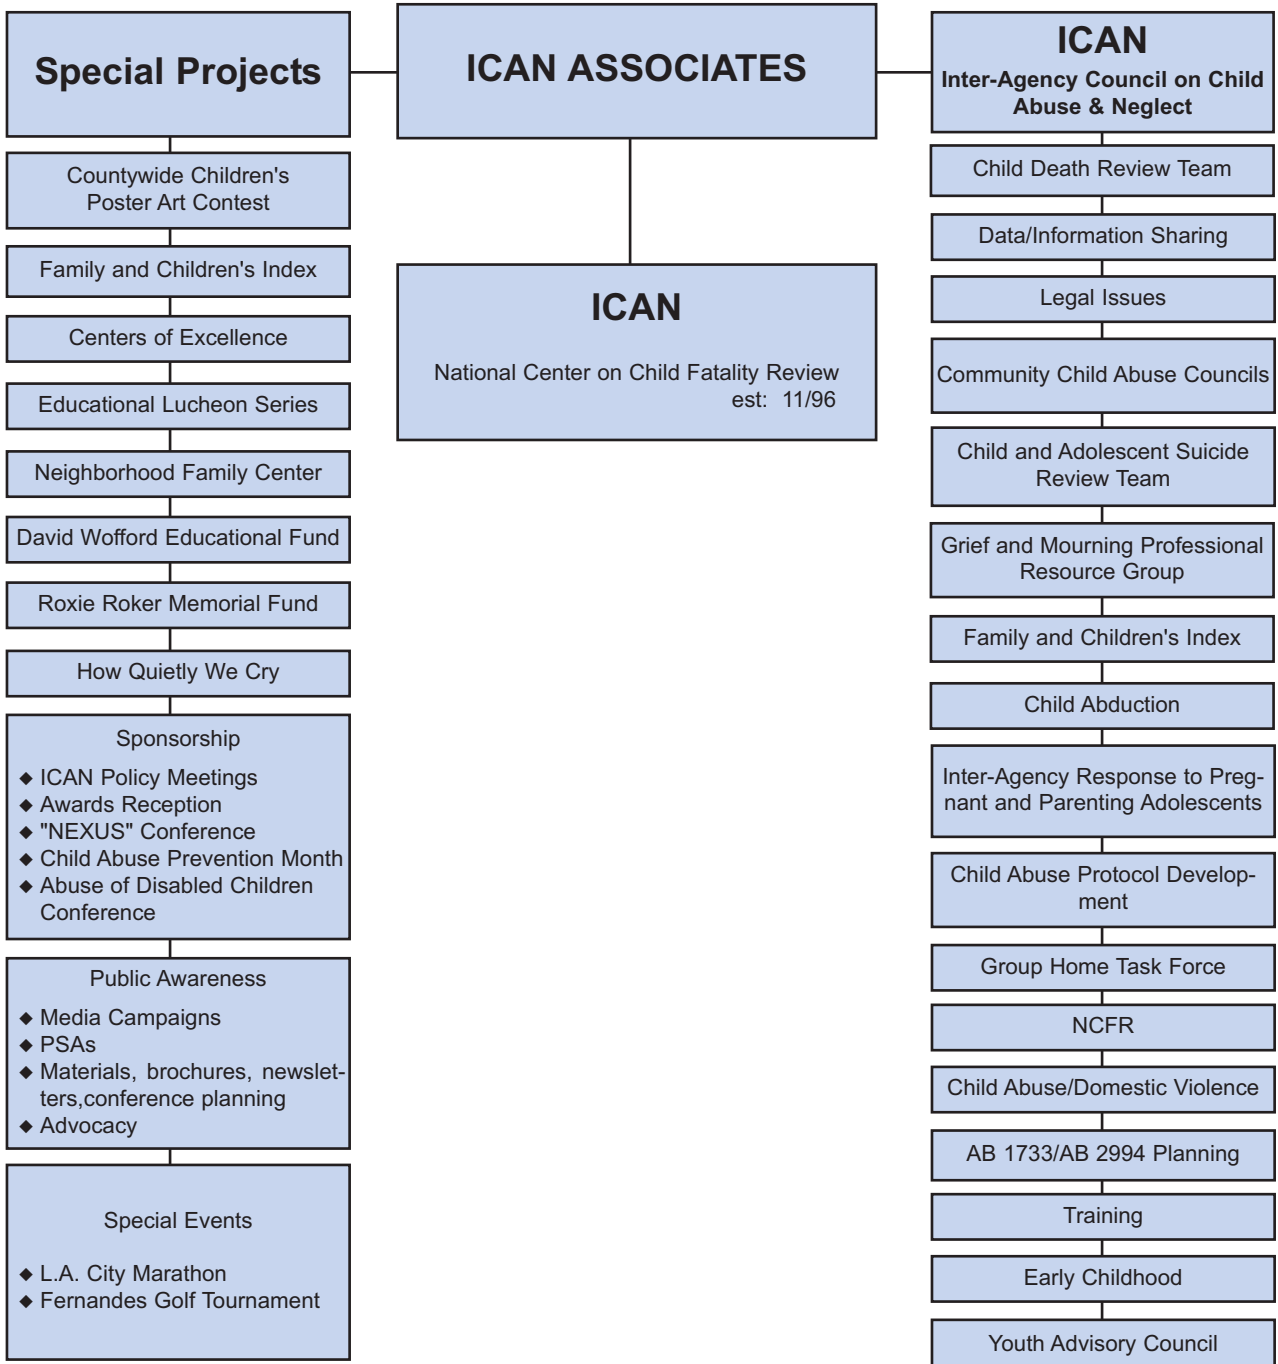 Special Projects
Countywide Children's
Poster Art Contest
Family and Children's Index
Centers of Excellence
Educational Lucheon Series
Neighborhood Family Center
David Wofford Educational Fund
Roxie Roker Memorial Fund
How Quietly We Cry
Sponsorship
◆ ICAN Policy Meetings
◆ Awards Reception
◆ "NEXUS" Conference
◆ Child Abuse Prevention Month
◆ Abuse of Disabled Children
Conference
Public Awareness
◆ Media Campaigns
◆ PSAs
◆ Materials, brochures, newslet-
ters,conference planning
◆ Advocacy
Special Events
◆ L.A. City Marathon
◆ Fernandes Golf Tournament
ICAN ASSOCIATES
ICAN
National Center on Child Fatality Review
est: 11/96
ICAN
Inter-Agency Council on Child
Abuse & Neglect
Child Death Review Team
Data/Information Sharing
Legal Issues
Community Child Abuse Councils
Child and Adolescent Suicide
Review Team
Grief and Mourning Professional
Resource Group
Family and Children's Index
Child Abduction
Inter-Agency Response to Preg-
nant and Parenting Adolescents
Child Abuse Protocol Develop-
ment
Group Home Task Force
NCFR
Child Abuse/Domestic Violence
AB 1733/AB 2994 Planning
Training
Early Childhood
Youth Advisory Council